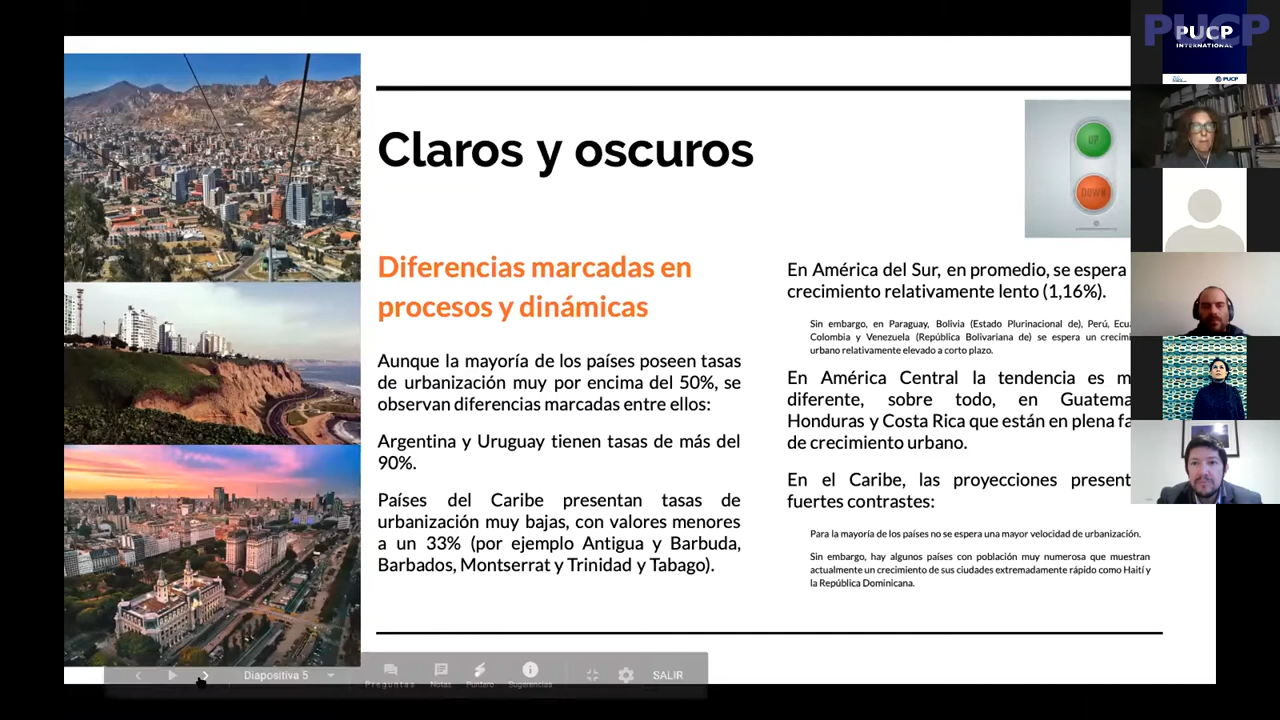 Claros y oscuros
UP
DOWN
Diferencias marcadas en
procesos y dinámicas
Aunque la mayoría de los países poseen tasas
de urbanización muy por encima del 50%, se
observan diferencias marcadas entre ellos:
Argentina y Uruguay tienen tasas de más del
90%.
Países del Caribe presentan tasas de
urbanización muy bajas, con valores menores
a un 33% (por ejemplo Antigua y Barbuda,
Barbados, Montserrat y Trinidad y Tabago).
En América del Sur, en promedio, se espera
crecimiento relativamente lento (1,16%).
Sin embargo, en Paraguay, Bolivia (Estado Plurinacional de), Perú, Ecu
Colombia y Venezuela (República Bolivariana de) se espera un crecimi
urbano relativamente elevado a corto plazo.
En América Central la tendencia es m
diferente, sobre todo, en Guatema
Honduras y Costa Rica que están en plena fa
de crecimiento urbano.
En el Caribe, las proyecciones present
fuertes contrastes:
Para la mayoría de los países no se espera una mayor velocidad de urbanización.
Sin embargo, hay algunos países con población muy numerosa que muestran
actualmente un crecimiento de sus ciudades extremadamente rápido como Haití y
la República Dominicana.
PUCP
PUCP
INTERNATIONAL
PUCP
Diapositiva 5
Preguntas
Notas
Puntero
Sugerencias
SALIR